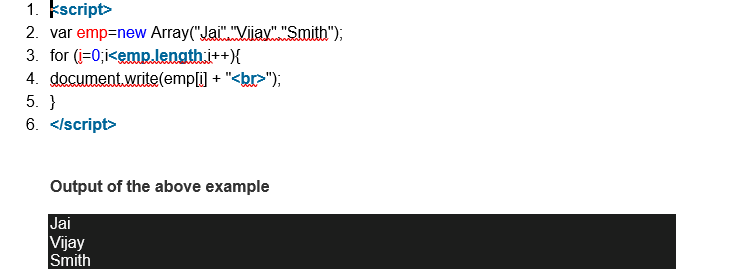 1. <script>
2. var emp=new Array("Jai","Vijay","Smith");
3. for (i=0;i<emp.length;i++){
4. document.write(emp[i] + "<br>");
5. }
6. </script>
Output of the above example
Jai
Vijay
Smith